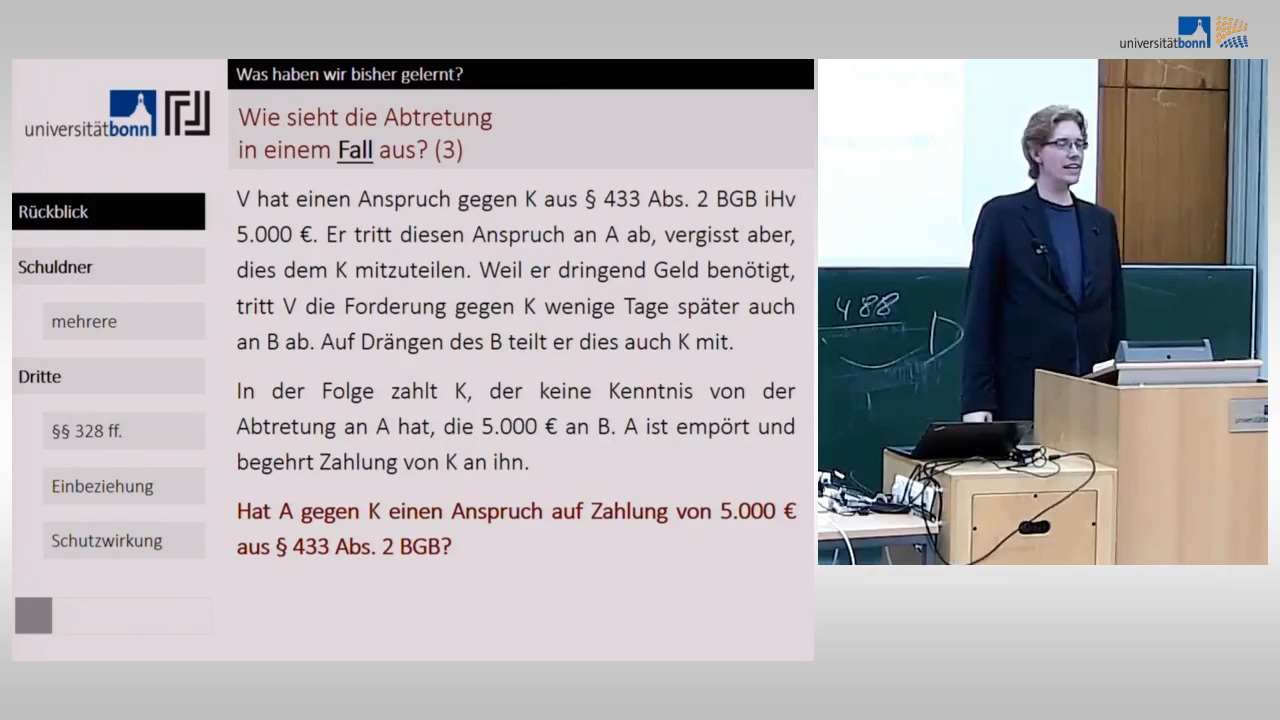 universitätbonn
Was haben wir bisher gelernt?
universitätbonn
Wie sieht die Abtretung
in einem Fall aus? (3)
Rückblick
Schuldner
mehrere
Dritte
§§ 328 ff.
Einbeziehung
Schutzwirkung
V hat einen Anspruch gegen K aus § 433 Abs. 2 BGB iHv
5.000 €. Er tritt diesen Anspruch an A ab, vergisst aber,
dies dem K mitzuteilen. Weil er dringend Geld benötigt,
tritt V die Forderung gegen K wenige Tage später auch
an B ab. Auf Drängen des B teilt er dies auch K mit.
In der Folge zahlt K, der keine Kenntnis von der
Abtretung an A hat, die 5.000 € an B. A ist empört und
begehrt Zahlung von K an ihn.
Hat A gegen K einen Anspruch auf Zahlung von 5.000 €
aus § 433 Abs. 2 BGB?
488